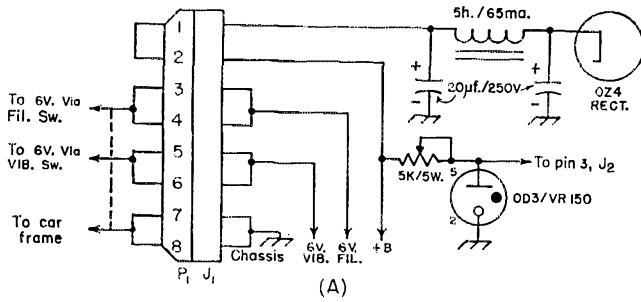 5h./65ma.
1
2
3
4
5
6
7
8
+
-
20µf./250V
+
-
OZ4
RECT.
To 6V. Via
Fil. Sw.
To 6V. Via
VIB. Sw.
To car
frame
5K/5W.
5
To pin 3, J2
OD3/VR 150
2
Chassis
6V.
VIB.
6V.
FIL.
+B
P1 J1
(A)